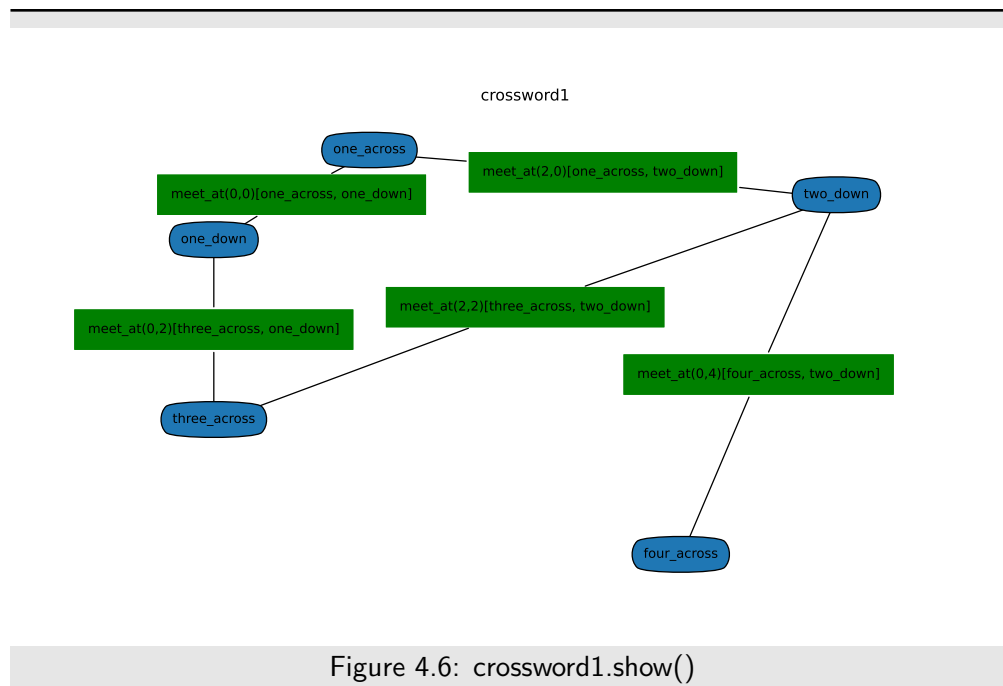 crossword1
one_across
meet_at(2,0)[one_across, two_down]
meet_at(0,0)[one_across, one_down]
two_down
one_down
meet_at(2,2)[three_across, two_down]
meet_at(0,2)[three_across, one_down]
meet_at(0,4)[four_across, two_down]
three_across
four_across
Figure 4.6: crossword1.show()